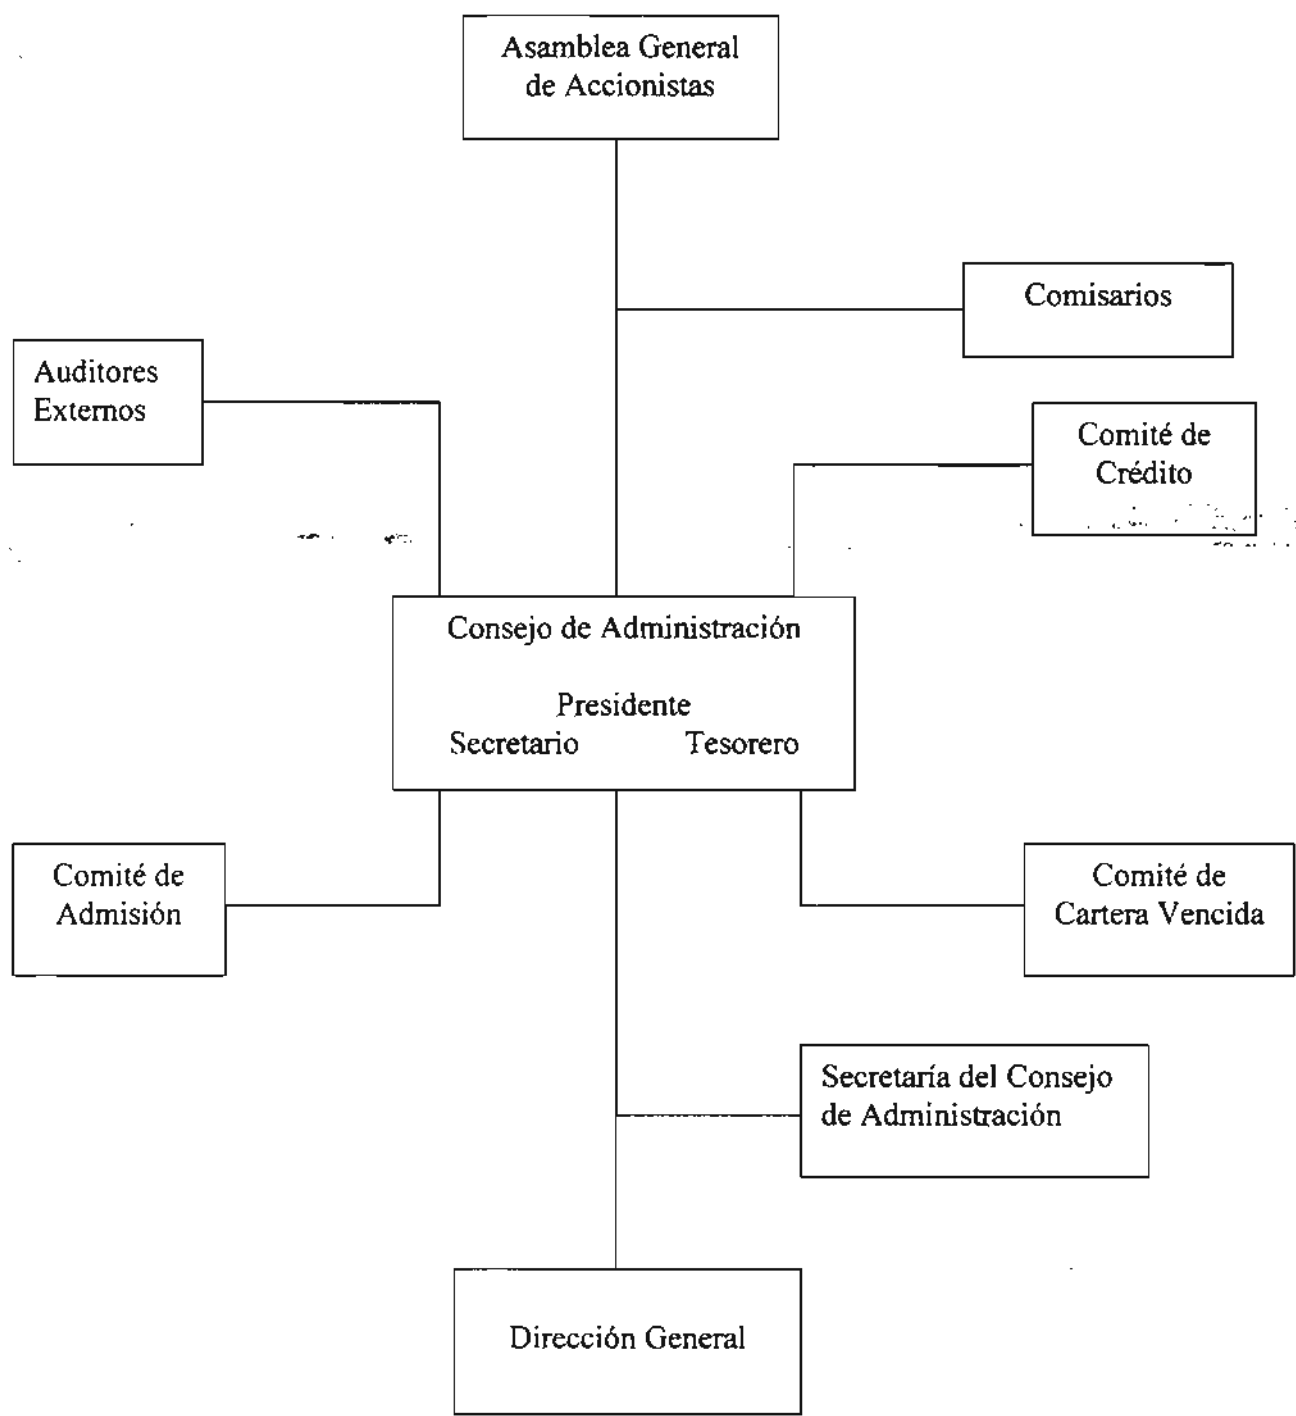 Asamblea General
de Accionistas
Comisarios
Auditores
Externos
Comité de
Crédito
Consejo de Administración
Presidente
Secretario Tesorero
Comité de
Admisión
Comité de
Cartera Vencida
Secretaría del Consejo
de Administración
Dirección General